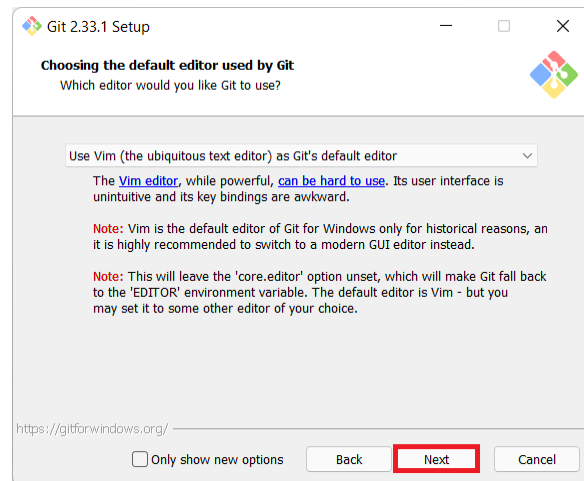 Git 2.33.1 Setup
Choosing the default editor used by Git
Which editor would you like Git to use?
Use Vim (the ubiquitous text editor) as Git's default editor
The Vim editor, while powerful, can be hard to use. Its user interface is
unintuitive and its key bindings are awkward.
Note: Vim is the default editor of Git for Windows only for historical reasons, an
it is highly recommended to switch to a modern GUI editor instead.
Note: This will leave the 'core.editor' option unset, which will make Git fall back
to the 'EDITOR' environment variable. The default editor is Vim - but you
may set it to some other editor of your choice.
https://gitforwindows.org/
Only show new options
Back
Next
Cancel